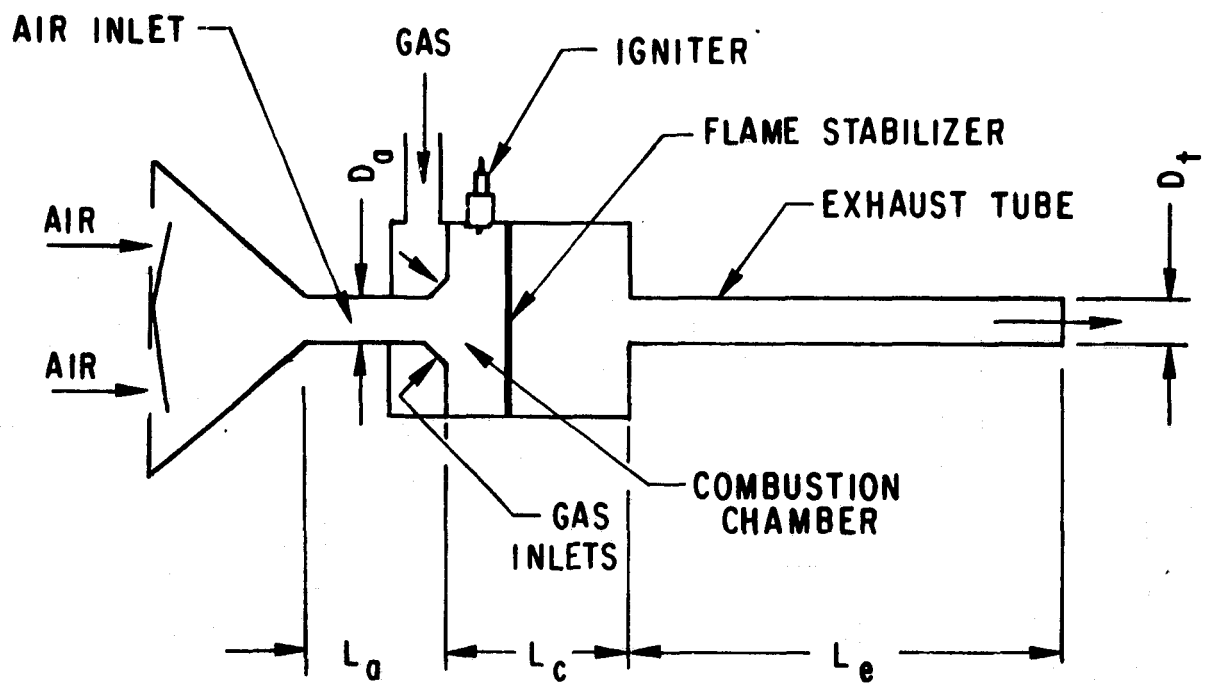 AIR INLET
GAS
IGNITER
FLAME STABILIZER
Da
Dt
EXHAUST TUBE
AIR
AIR
COMBUSTION
CHAMBER
GAS
INLETS
La
Lc
Le